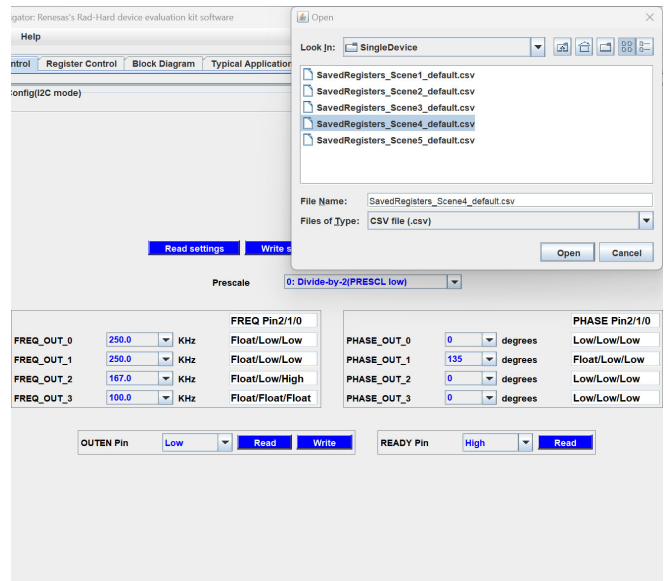 igator: Renesas's Rad-Hard device evaluation kit software
Help
ntrol Register Control Block Diagram Typical Application
onfig(I2C mode)
Open
Look In: SingleDevice
SavedRegisters_Scene1_default.csv
SavedRegisters_Scene2_default.csv
SavedRegisters_Scene3_default.csv
SavedRegisters_Scene4_default.csv
SavedRegisters_Scene5_default.csv
File Name: SavedRegisters_Scene4_default.csv
Files of Type: CSV file (.csv)
Open Cancel
Read settings Write s
Prescale 0: Divide-by-2(PRESCL low)
FREQ Pin2/1/0
FREQ_OUT_0 250.0 KHz Float/Low/Low
FREQ_OUT_1 250.0 KHz Float/Low/Low
FREQ_OUT_2 167.0 KHz Float/Low/High
FREQ_OUT_3 100.0 KHz Float/Float/Float
PHASE Pin2/1/0
PHASE_OUT_0 0 degrees Low/Low/Low
PHASE_OUT_1 135 degrees Float/Low/Low
PHASE_OUT_2 0 degrees Low/Low/Low
PHASE_OUT_3 0 degrees Low/Low/Low
OUTEN Pin Low Read Write
READY Pin High Read